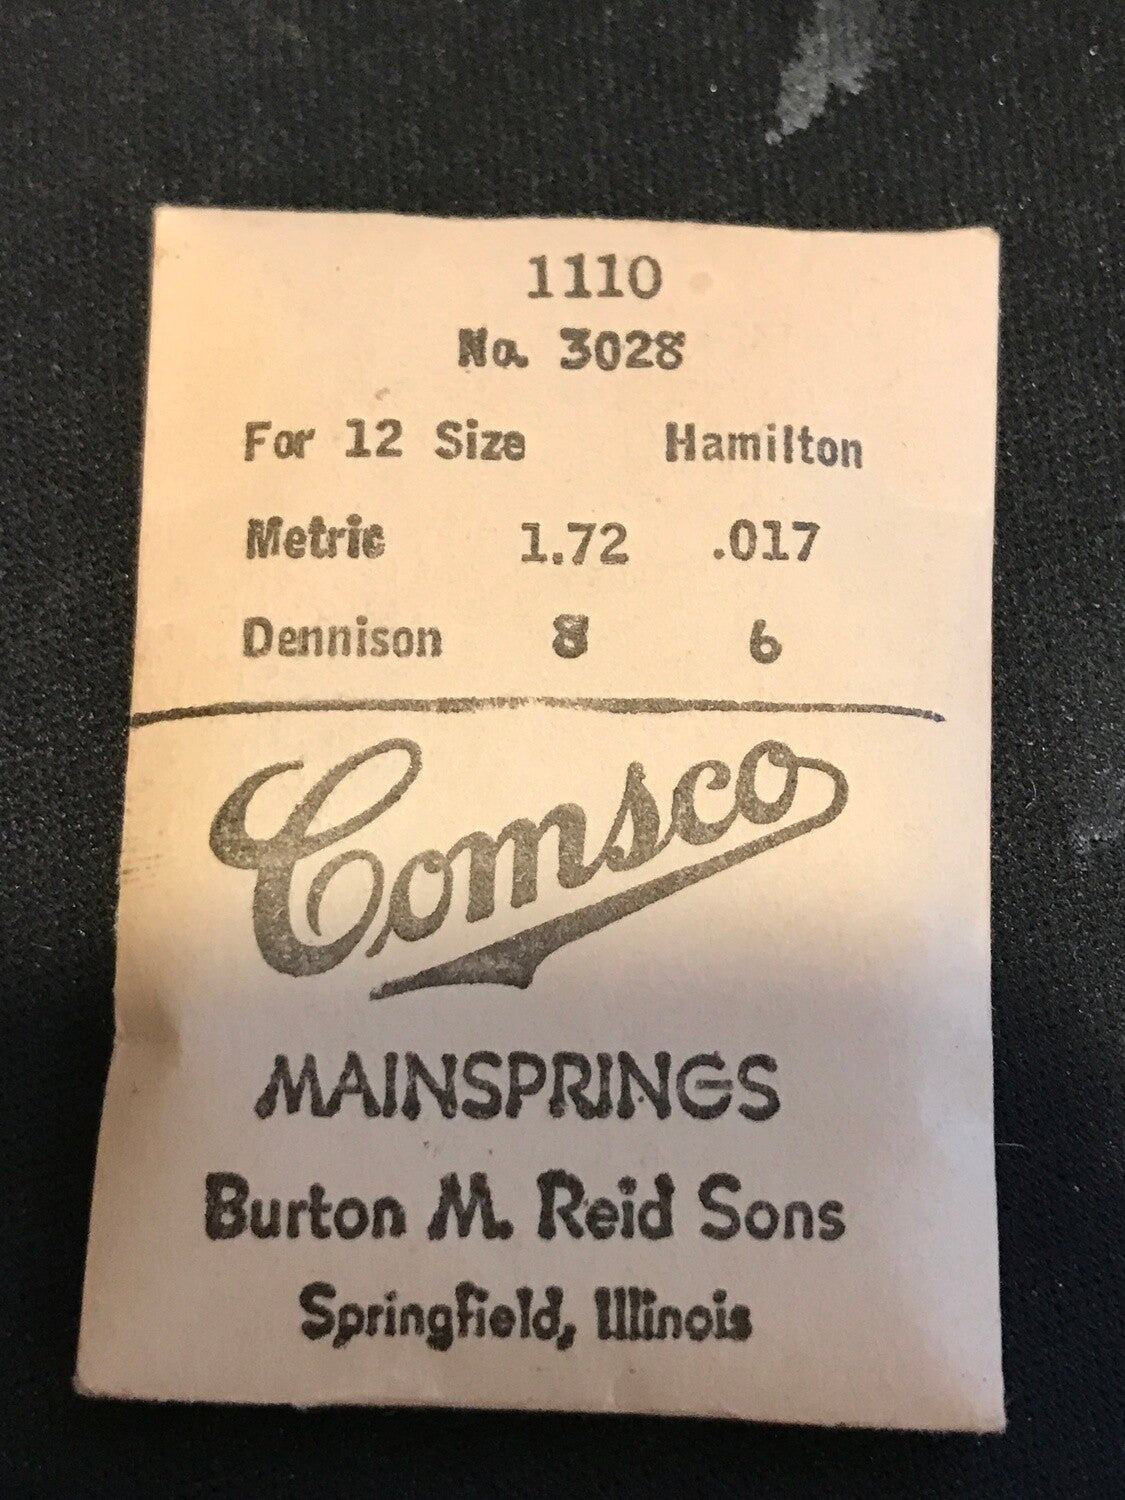 1110
No. 3028
For 12 Size Hamilton
Metric 1.72 .017
Dennison 8 6
Comsco
MAINSPRINGS
Burton M. Reid Sons
Springfield, Illinois